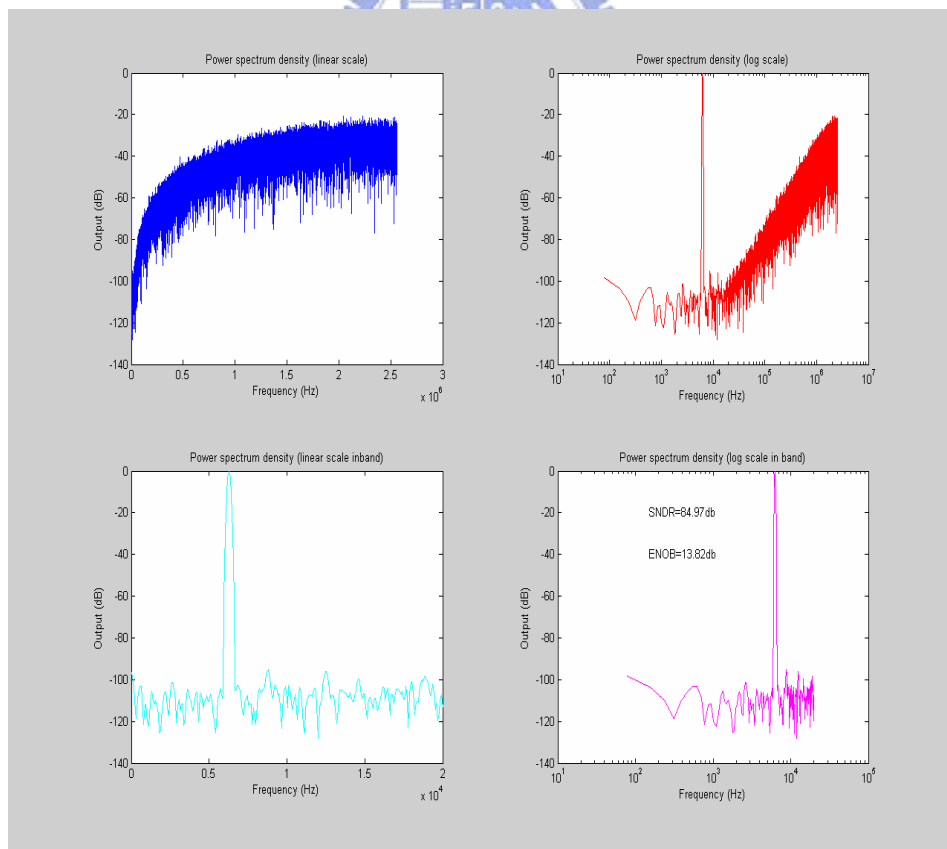 Power spectrum density (linear scale)
0
-20
-40
-60
-80
-100
-120
-140
Output (dB)
0 0.5 1 1.5 2 2.5 3
Frequency (Hz)
x 10^6
Power spectrum density (log scale)
0
-20
-40
-60
-80
-100
-120
-140
Output (dB)
10^1 10^2 10^3 10^4 10^5 10^6 10^7
Frequency (Hz)
Power spectrum density (linear scale inband)
0
-20
-40
-60
-80
-100
-120
-140
Output (dB)
0 0.5 1 1.5 2
Frequency (Hz)
x 10^4
Power spectrum density (log scale in band)
SNDR=84.97db
ENOB=13.82db
0
-20
-40
-60
-80
-100
-120
-140
Output (dB)
10^1 10^2 10^3 10^4 10^5
Frequency (Hz)